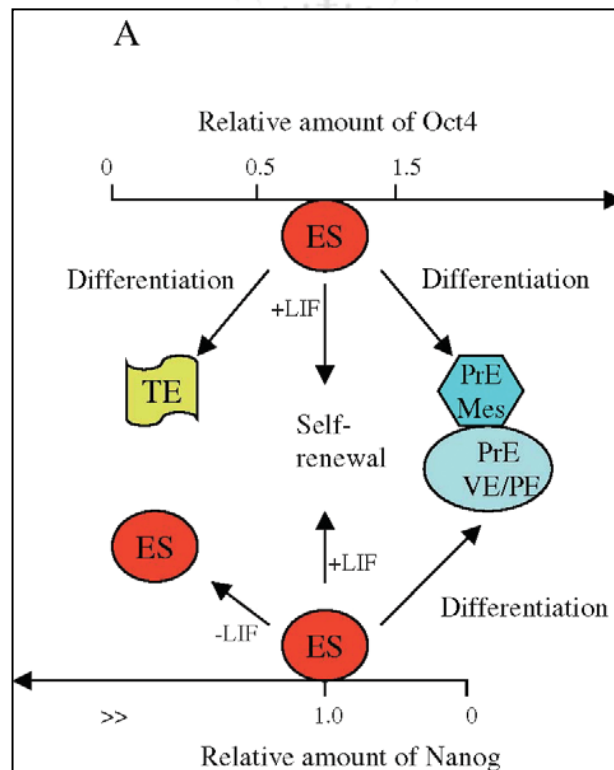 A
Relative amount of Oct4
0 0.5 1.5
ES
Differentiation +LIF Differentiation
TE
PrE
Mes
Self-
renewal
PrE
VE/PE
ES
+LIF
-LIF
Differentiation
ES
>> 1.0 0
Relative amount of Nanog